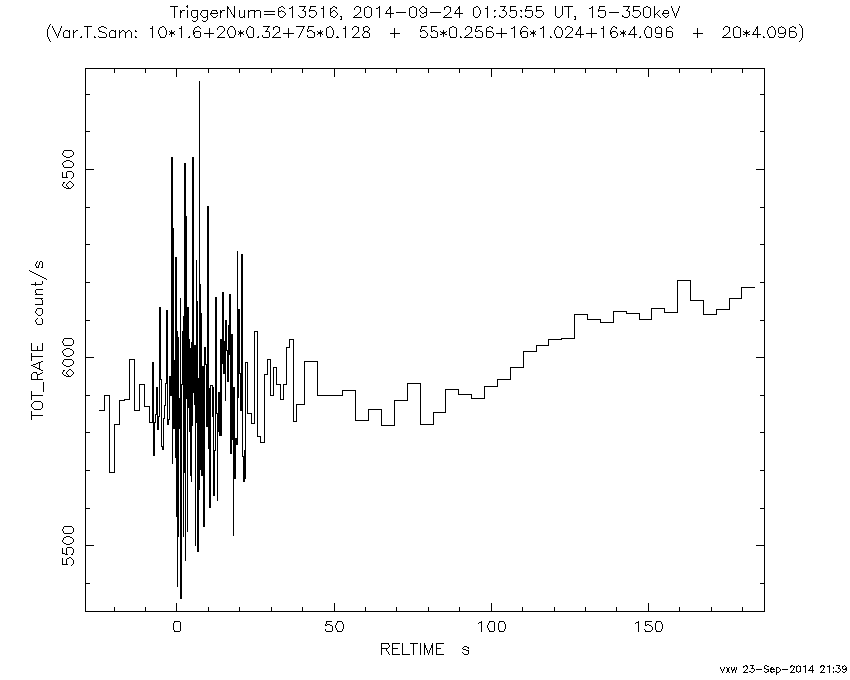 TriggerNum=613516, 2014-09-24 01:35:55 UT, 15-350keV
(Var.T.Sam: 10*1.6+20*0.32+75*0.128 + 55*0.256+16*1.024+16*4.096 + 20*4.096)
TOT_RATE count/s
6500
6000
5500
0 50 100 150
RELTIME s
vxw 23-Sep-2014 21:39